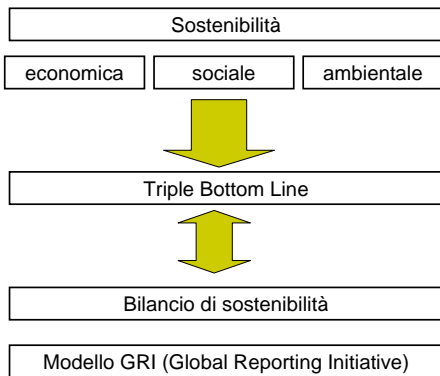 Sostenibilità
economica sociale ambientale
Triple Bottom Line
Bilancio di sostenibilità
Modello GRI (Global Reporting Initiative)